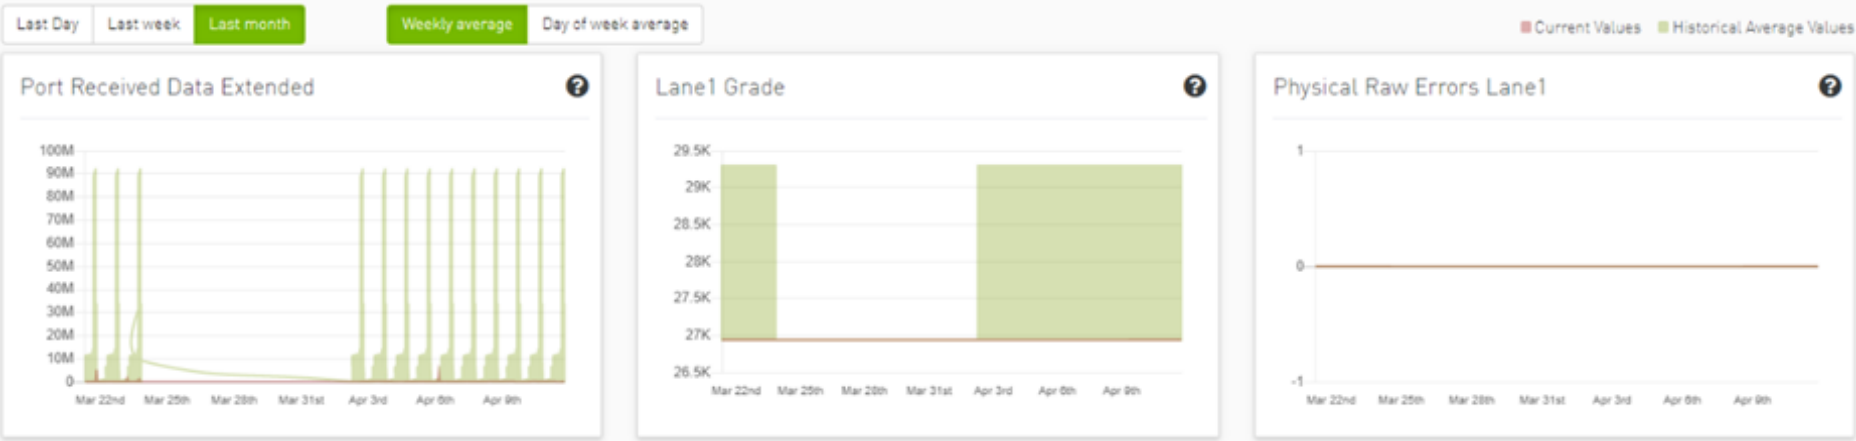 Last Day Last week Last month Weekly average Day of week average Current Values Historical Average Values
Port Received Data Extended
100M
90M
80M
70M
60M
50M
40M
30M
20M
10M
0
Mar 22nd Mar 25th Mar 28th Mar 31st Apr 3rd Apr 6th Apr 9th
Lane1 Grade
29.5K
29K
28.5K
28K
27.5K
27K
26.5K
Mar 22nd Mar 25th Mar 28th Mar 31st Apr 3rd Apr 6th Apr 9th
Physical Raw Errors Lane1
1
0
-1
Mar 22nd Mar 25th Mar 28th Mar 31st Apr 3rd Apr 6th Apr 9th